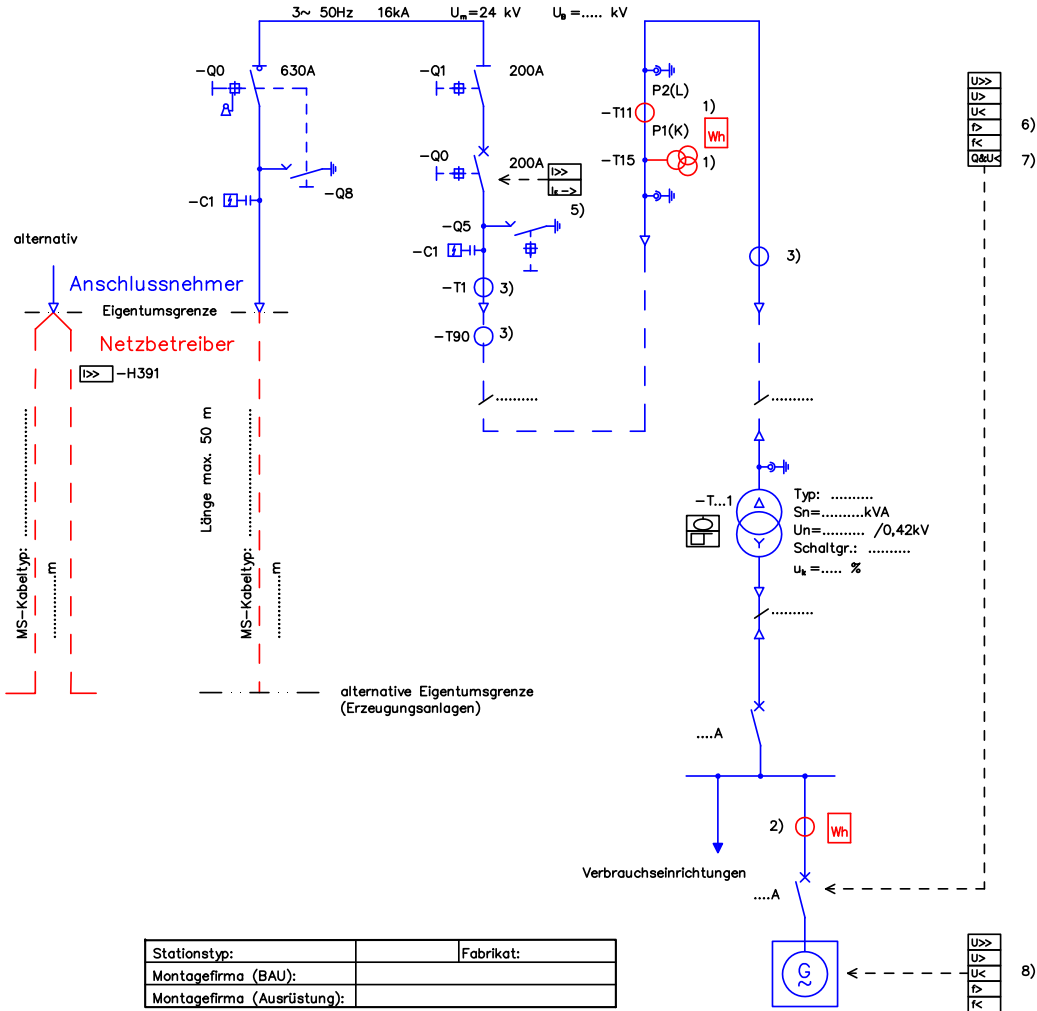 3~ 50Hz 16kA Uₘ=24 kV U_B=..... kV
-Q0 630A
-Q1 200A
P2(L)
-T11 1)
P1(K) Wh
-T15 1)
-Q0 200A I>>
I_E ->
5)
-Q8
-C1
-Q5
-C1
-T1 3)
-T90 3)
..........
3)
..........
alternativ
Anschlussnehmer
Eigentumsgrenze
Netzbetreiber
I>> -H391
MS-Kabeltyp: ........................
..........m
Länge max. 50 m
MS-Kabeltyp: ........................
..........m
alternative Eigentumsgrenze
(Erzeugungsanlagen)
-T...1
Typ: ..........
Sn=..........kVA
Un=.......... /0,42kV
Schaltgr.: ..........
uₖ=..... %
..........
....A
2) Wh
Verbrauchseinrichtungen
....A
G
~
U>>
U>
U<
f> 6)
f<
Q&U< 7)
U>>
U>
U< 8)
f>
f<
Stationstyp: Fabrikat:
Montagefirma (BAU):
Montagefirma (Ausrüstung):